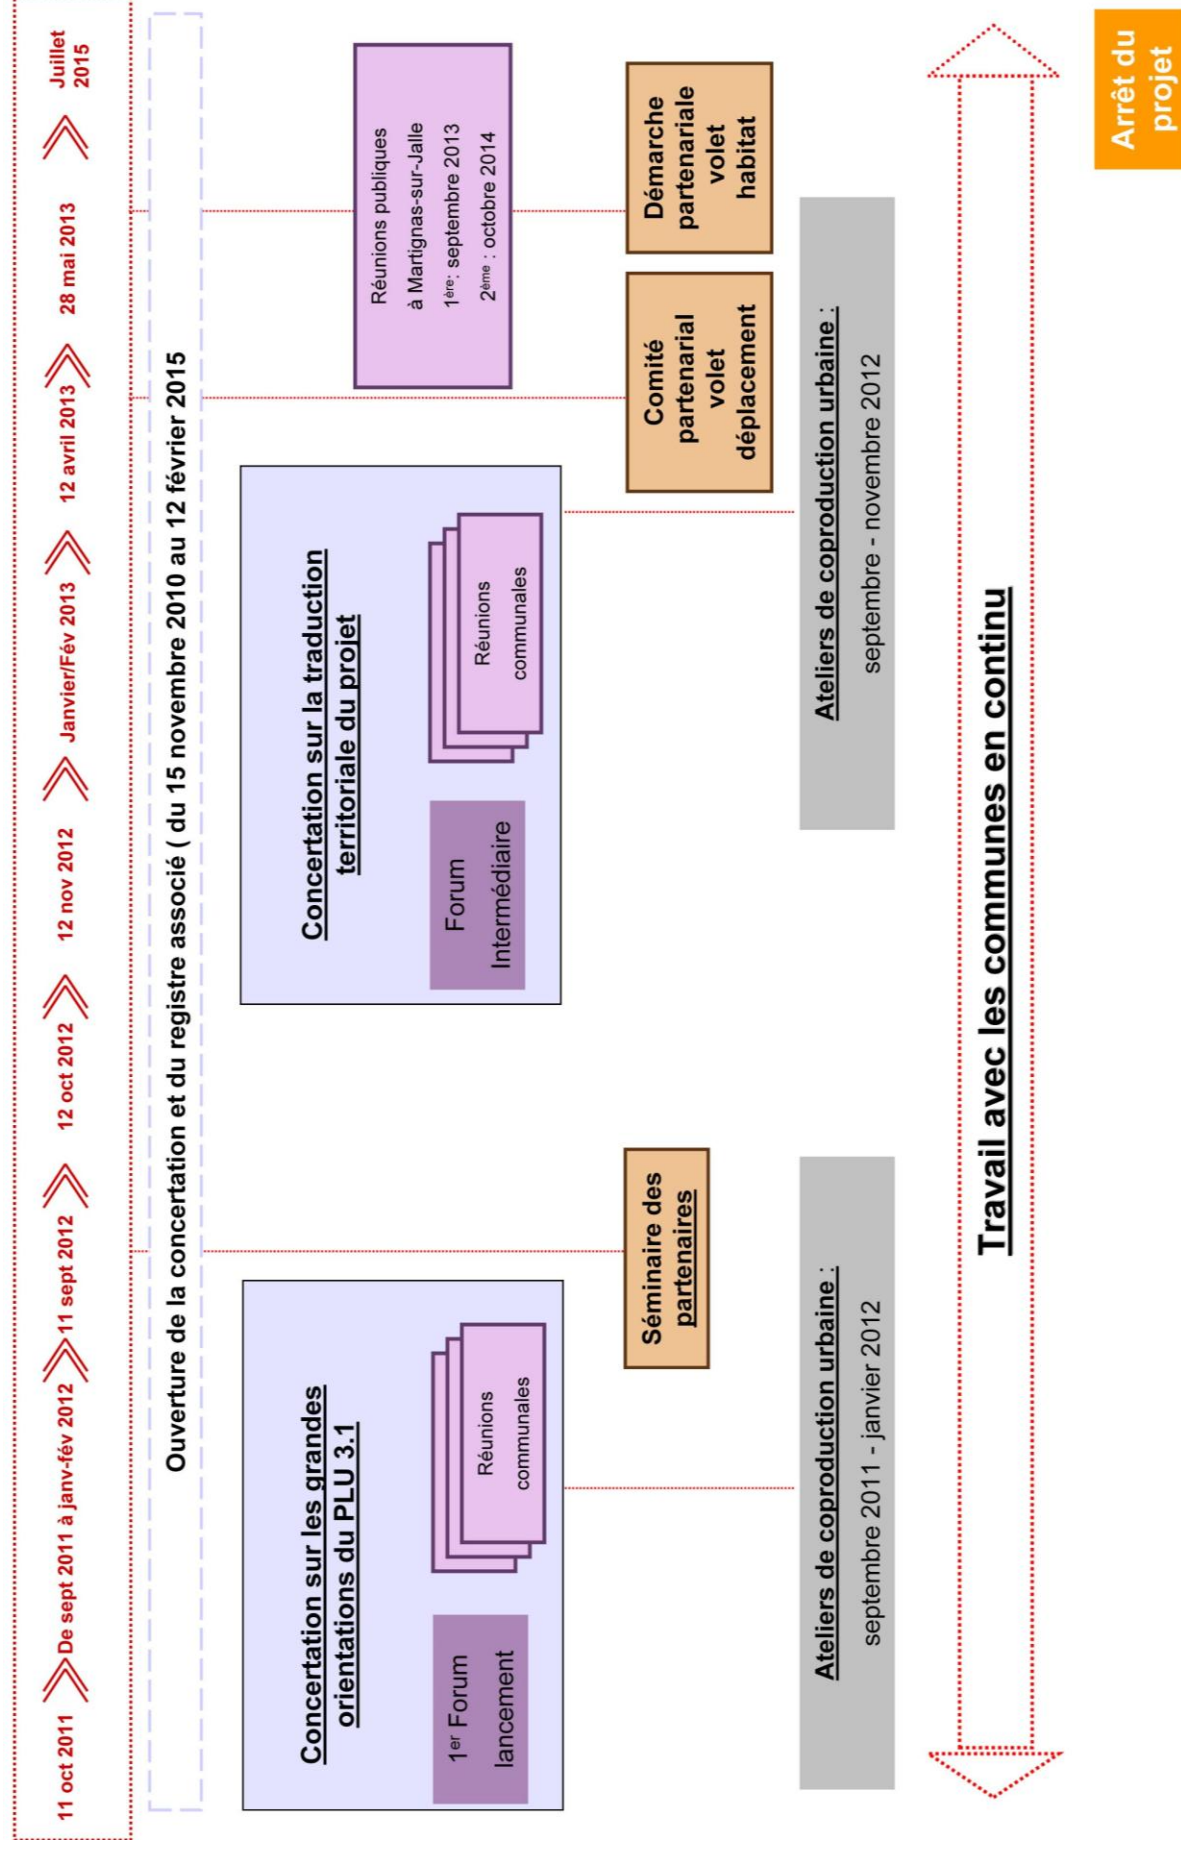 11 oct 2011
De sept 2011 à janv-fév 2012
11 sept 2012
12 oct 2012
12 nov 2012
Janvier/Fév 2013
12 avril 2013
28 mai 2013
Juillet
2015
Ouverture de la concertation et du registre associé ( du 15 novembre 2010 au 12 février 2015
Concertation sur les grandes
orientations du PLU 3.1
1er Forum
lancement
Réunions
communales
Concertation sur la traduction
territoriale du projet
Forum
Intermédiaire
Réunions
communales
Réunions publiques
à Martignas-sur-Jalle
1ère: septembre 2013
2ème : octobre 2014
Séminaire des
partenaires
Comité
partenarial
volet
déplacement
Démarche
partenariale
volet
habitat
Ateliers de coproduction urbaine :
septembre 2011 - janvier 2012
Ateliers de coproduction urbaine :
septembre - novembre 2012
Travail avec les communes en continu
Arrêt du
projet